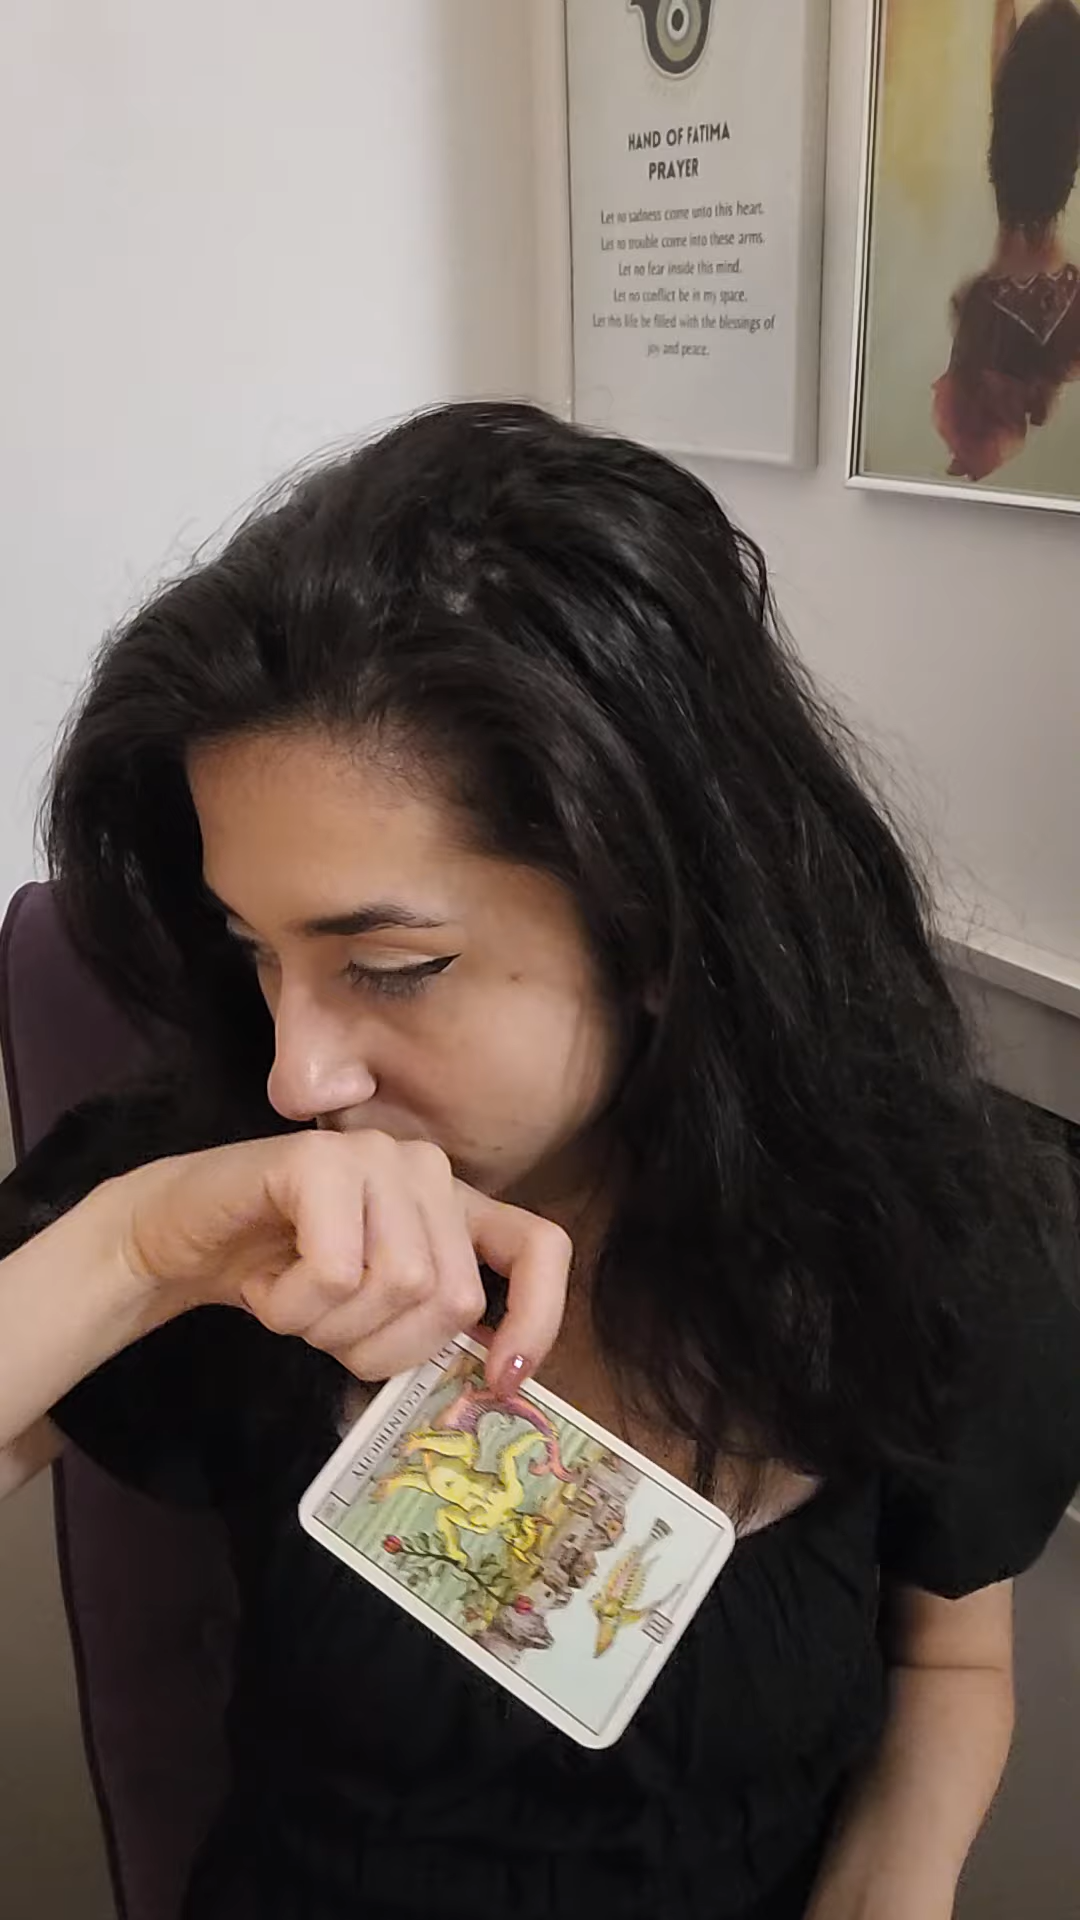 HAND OF FATIMA
PRAYER
Let no sadness come unto this heart.
Let no trouble come into these arms.
Let no fear inside this mind.
Let no conflict be in my space.
Let this life be filled with the blessings of
joy and peace.
ECCENTRICITY
III